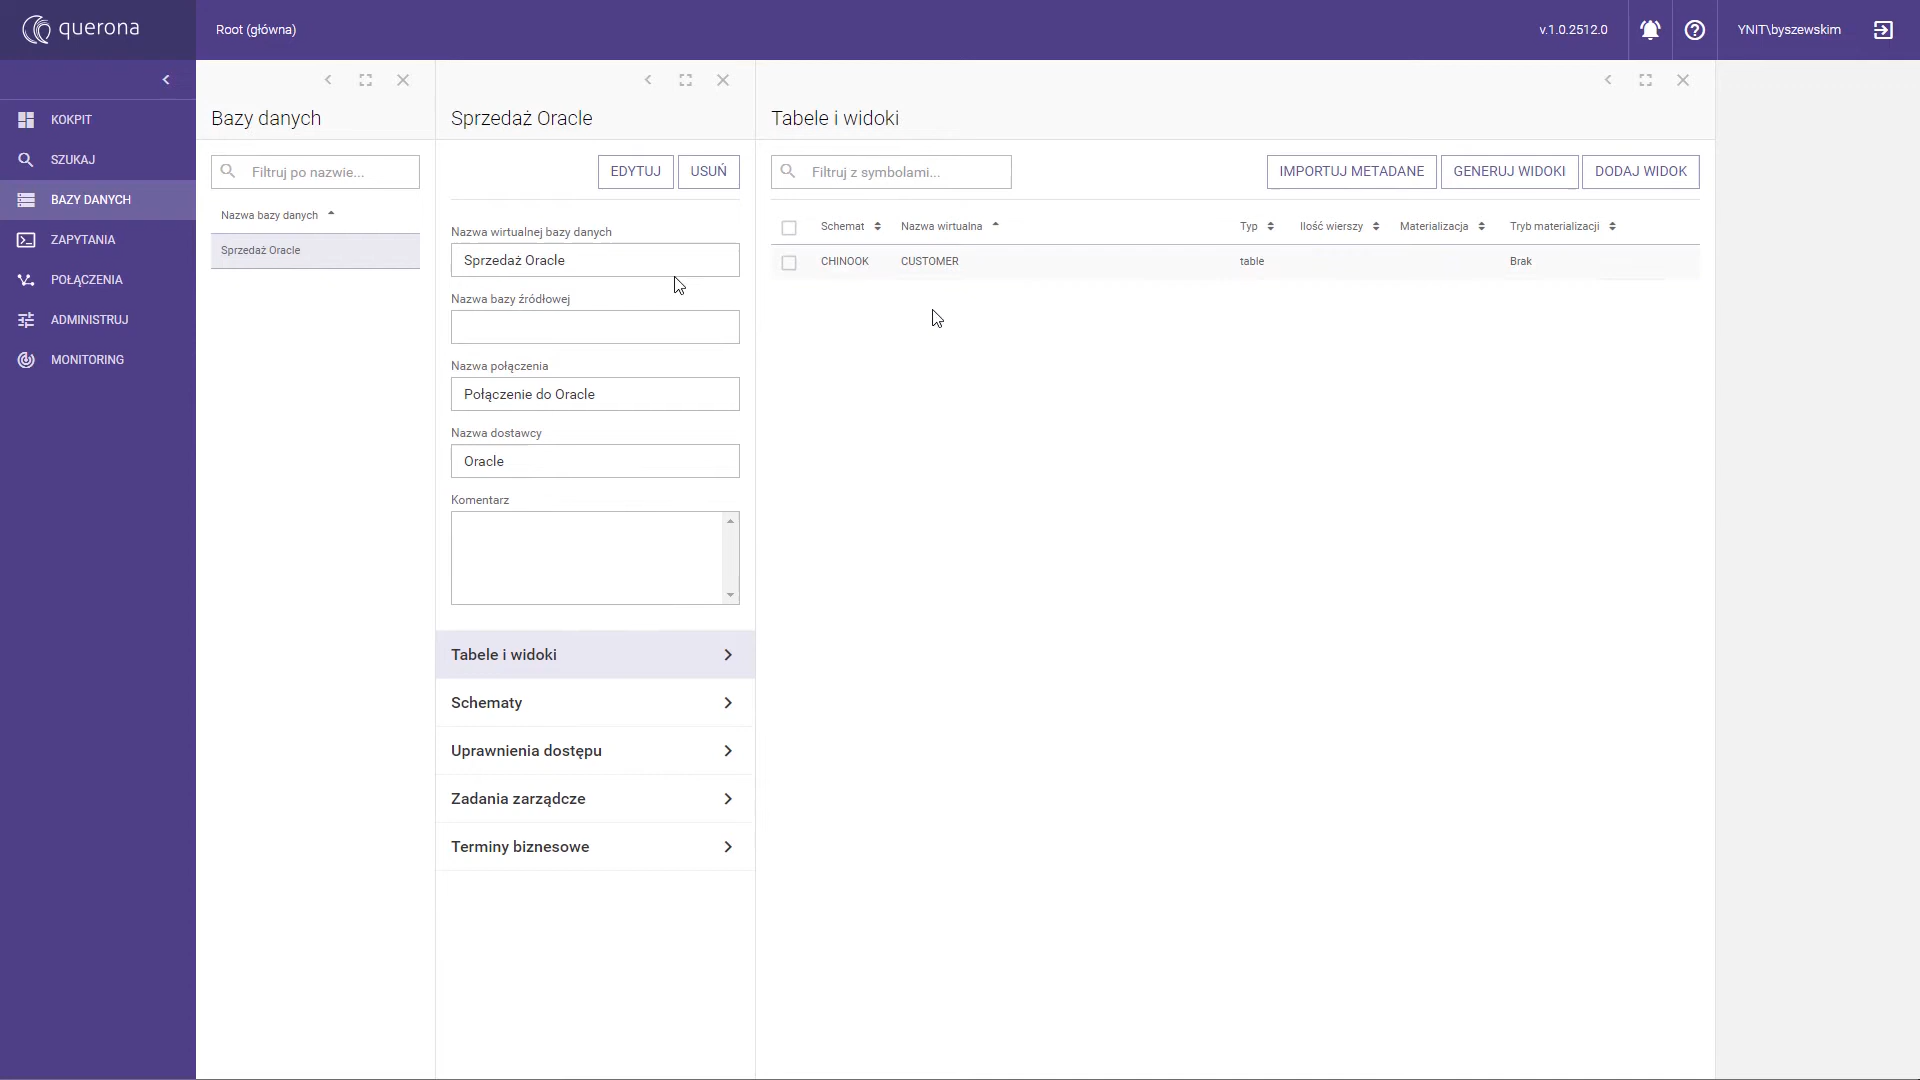 querona
Root (główna)
v.1.0.2512.0
YNIT\byszewskim
KOKPIT
SZUKAJ
BAZY DANYCH
ZAPYTANIA
POŁĄCZENIA
ADMINISTRUJ
MONITORING
Bazy danych
Filtruj po nazwie...
Nazwa bazy danych
Sprzedaż Oracle
Sprzedaż Oracle
EDYTUJ USUŃ
Nazwa wirtualnej bazy danych
Sprzedaż Oracle
Nazwa bazy źródłowej
Nazwa połączenia
Połączenie do Oracle
Nazwa dostawcy
Oracle
Komentarz
Tabele i widoki
Schematy
Uprawnienia dostępu
Zadania zarządcze
Terminy biznesowe
Tabele i widoki
Filtruj z symbolami...
IMPORTUJ METADANE GENERUJ WIDOKI DODAJ WIDOK
Schemat Nazwa wirtualna Typ Ilość wierszy Materializacja Tryb materializacji
CHINOOK CUSTOMER table Brak